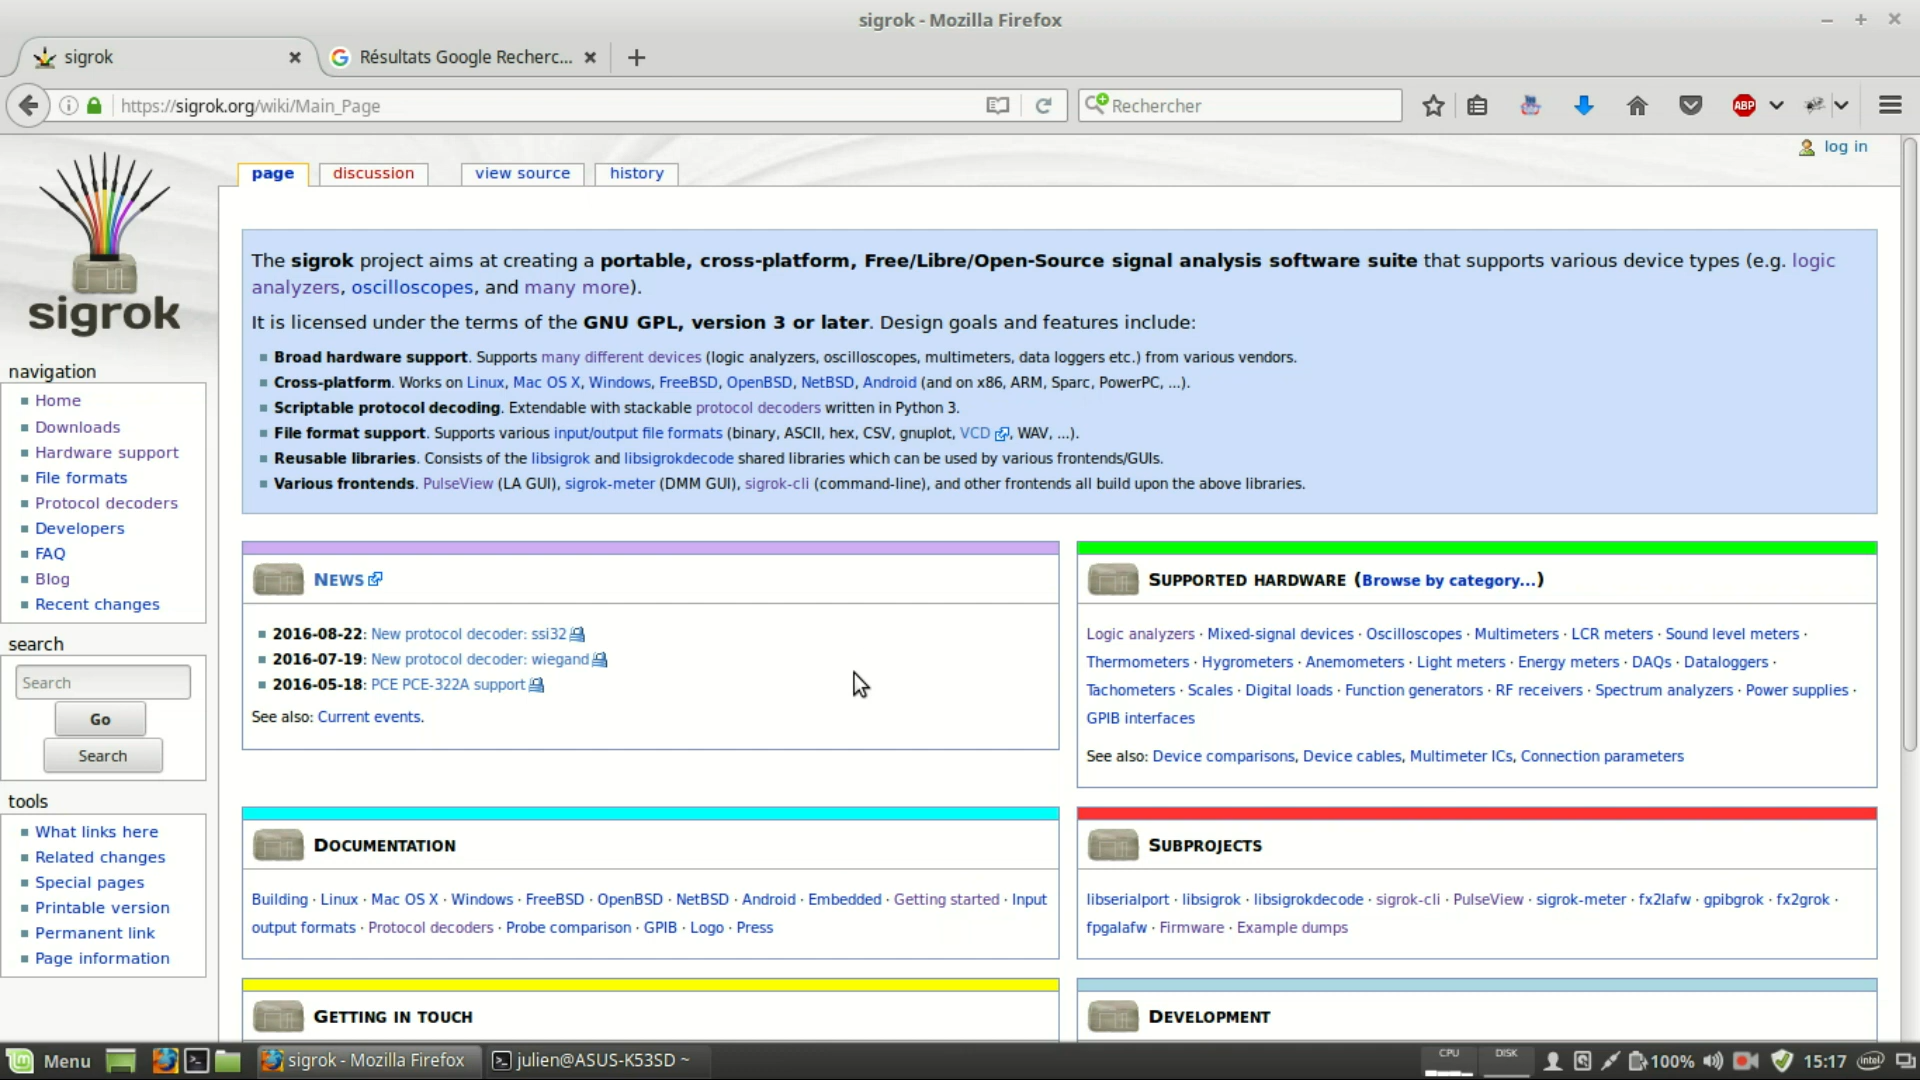 sigrok - Mozilla Firefox
sigrok
Résultats Google Recherc...
https://sigrok.org/wiki/Main_Page
Rechercher
ABP
log in
page
discussion
view source
history
sigrok
The sigrok project aims at creating a portable, cross-platform, Free/Libre/Open-Source signal analysis software suite that supports various device types (e.g. logic
analyzers, oscilloscopes, and many more).
It is licensed under the terms of the GNU GPL, version 3 or later. Design goals and features include:
Broad hardware support. Supports many different devices (logic analyzers, oscilloscopes, multimeters, data loggers etc.) from various vendors.
Cross-platform. Works on Linux, Mac OS X, Windows, FreeBSD, OpenBSD, NetBSD, Android (and on x86, ARM, Sparc, PowerPC, ...).
Scriptable protocol decoding. Extendable with stackable protocol decoders written in Python 3.
File format support. Supports various input/output file formats (binary, ASCII, hex, CSV, gnuplot, VCD, WAV, ...).
Reusable libraries. Consists of the libsigrok and libsigrokdecode shared libraries which can be used by various frontends/GUIs.
Various frontends. PulseView (LA GUI), sigrok-meter (DMM GUI), sigrok-cli (command-line), and other frontends all build upon the above libraries.
navigation
Home
Downloads
Hardware support
File formats
Protocol decoders
Developers
FAQ
Blog
Recent changes
search
Search
Go
Search
tools
What links here
Related changes
Special pages
Printable version
Permanent link
Page information
NEWS
2016-08-22: New protocol decoder: ssi32
2016-07-19: New protocol decoder: wiegand
2016-05-18: PCE PCE-322A support
See also: Current events.
SUPPORTED HARDWARE (Browse by category...)
Logic analyzers · Mixed-signal devices · Oscilloscopes · Multimeters · LCR meters · Sound level meters ·
Thermometers · Hygrometers · Anemometers · Light meters · Energy meters · DAQs · Dataloggers ·
Tachometers · Scales · Digital loads · Function generators · RF receivers · Spectrum analyzers · Power supplies ·
GPIB interfaces
See also: Device comparisons, Device cables, Multimeter ICs, Connection parameters
DOCUMENTATION
Building · Linux · Mac OS X · Windows · FreeBSD · OpenBSD · NetBSD · Android · Embedded · Getting started · Input
output formats · Protocol decoders · Probe comparison · GPIB · Logo · Press
SUBPROJECTS
libserialport · libsigrok · libsigrokdecode · sigrok-cli · PulseView · sigrok-meter · fx2lafw · gpibgrok · fx2grok ·
fpgalafw · Firmware · Example dumps
GETTING IN TOUCH
DEVELOPMENT
Menu
sigrok - Mozilla Firefox
julien@ASUS-K53SD ~
CPU
DISK
100%
15:17
intel